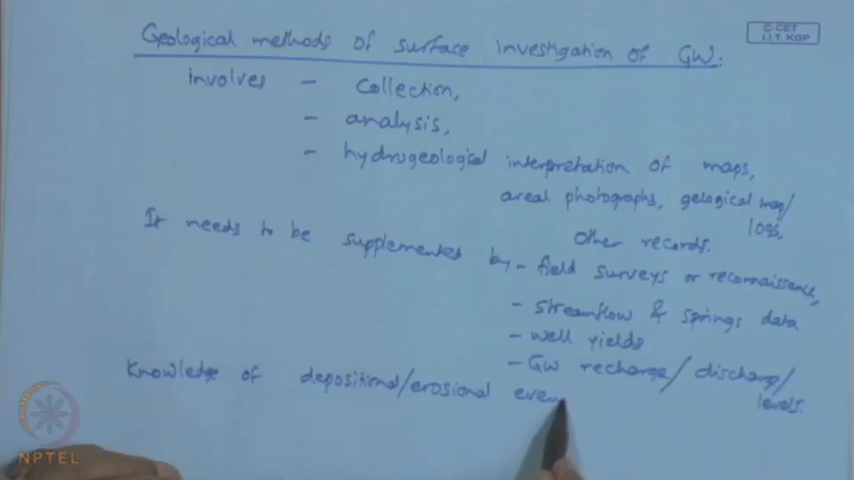 © CET
I.I.T. KGP
Geological methods of surface investigation of GW:
involves – Collection,
– analysis,
– hydrogeological interpretation of maps,
areal photographs, gelogical map/
logs,
Other records.
It needs to be supplemented by – field surveys or reconnaissance,
– streamflow & springs data
– well yields
– GW recharge/discharge/
levels.
Knowledge of depositional/erosional even
NPTEL